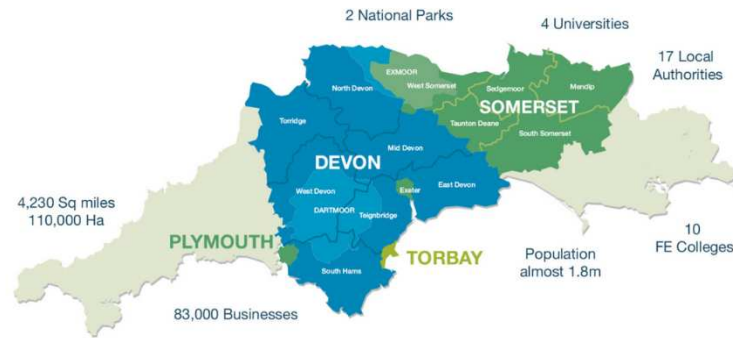 2 National Parks
4 Universities
17 Local
Authorities
EXMOOR
North Devon
West Somerset
Sedgemoor
Mendip
SOMERSET
Taunton Deane
South Somerset
Torridge
Mid Devon
DEVON
4,230 Sq miles
110,000 Ha
West Devon
Exeter
East Devon
DARTMOOR
Teignbridge
PLYMOUTH
TORBAY
South Hams
Population
almost 1.8m
10
FE Colleges
83,000 Businesses